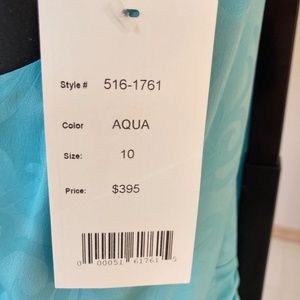 Style # 516-1761
Color AQUA
Size: 10
Price: $395
0 00051 61761 5